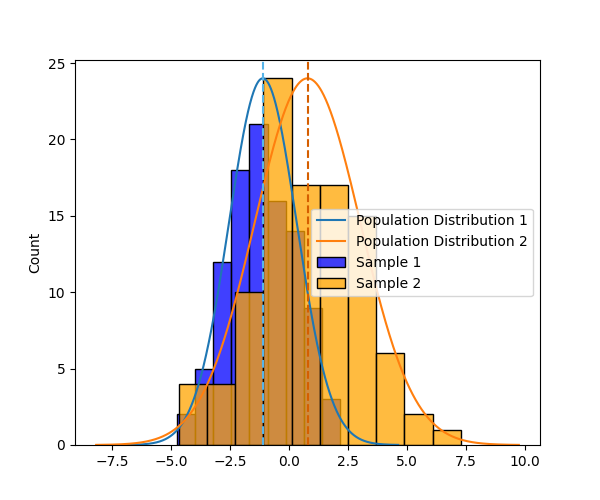 25
20
15
10
5
0
Count
Population Distribution 1
Population Distribution 2
Sample 1
Sample 2
−7.5 −5.0 −2.5 0.0 2.5 5.0 7.5 10.0